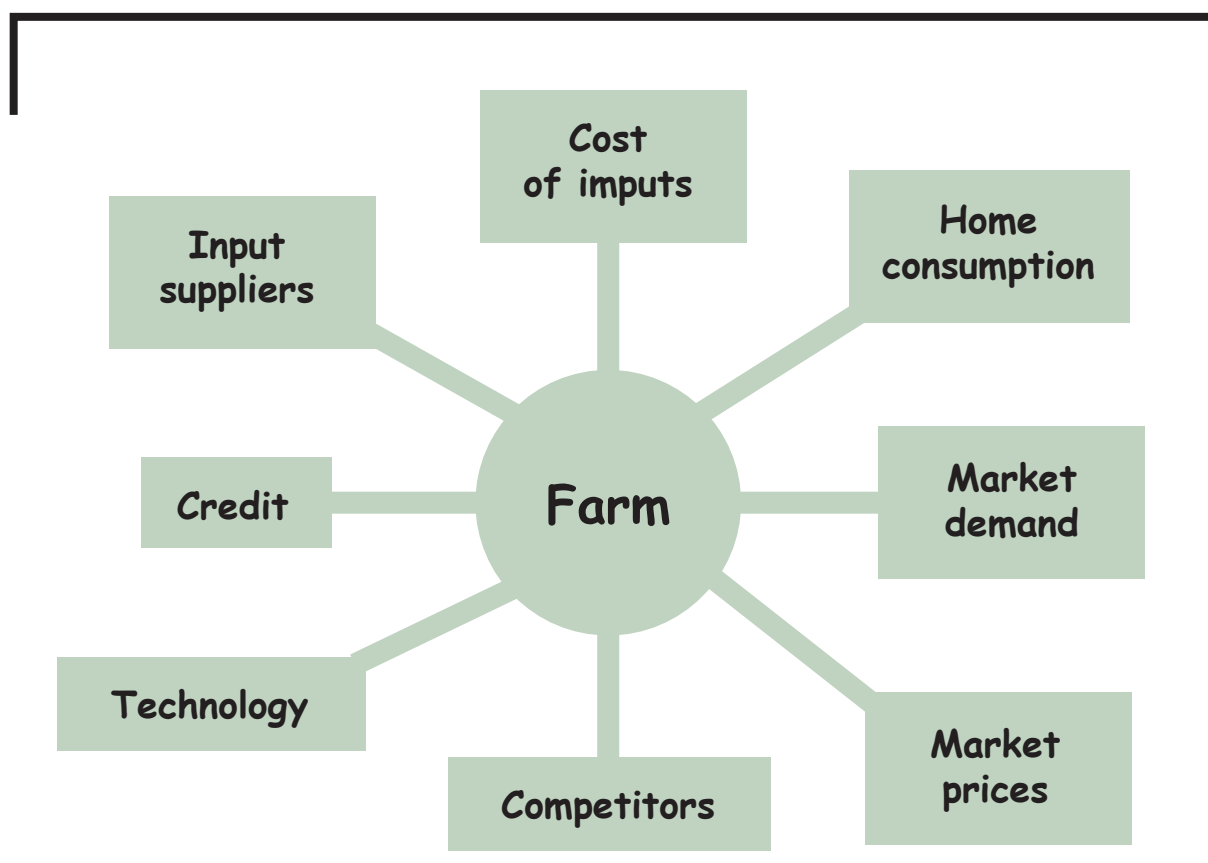 Cost
of imputs
Input
suppliers
Home
consumption
Credit
Farm
Market
demand
Technology
Competitors
Market
prices